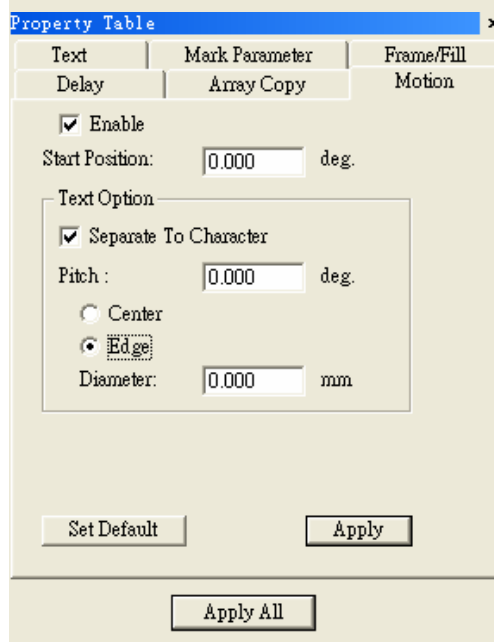 Property Table
Text Mark Parameter Frame/Fill
Delay Array Copy Motion
Enable
Start Position: 0.000 deg.
Text Option
Separate To Character
Pitch : 0.000 deg.
Center
Edge
Diameter: 0.000 mm
Set Default Apply
Apply All